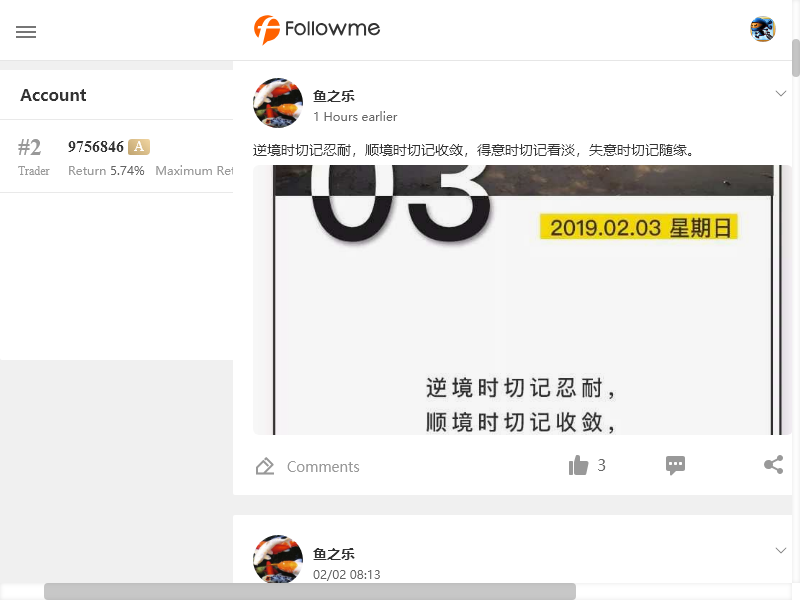 Followme
Account
#2
9756846 A
Trader
Return 5.74% Maximum Ret
鱼之乐
1 Hours earlier
逆境时切记忍耐，顺境时切记收敛，得意时切记看淡，失意时切记随缘。
03
2019.02.03 星期日
逆境时切记忍耐，
顺境时切记收敛，
Comments
3
鱼之乐
02/02 08:13